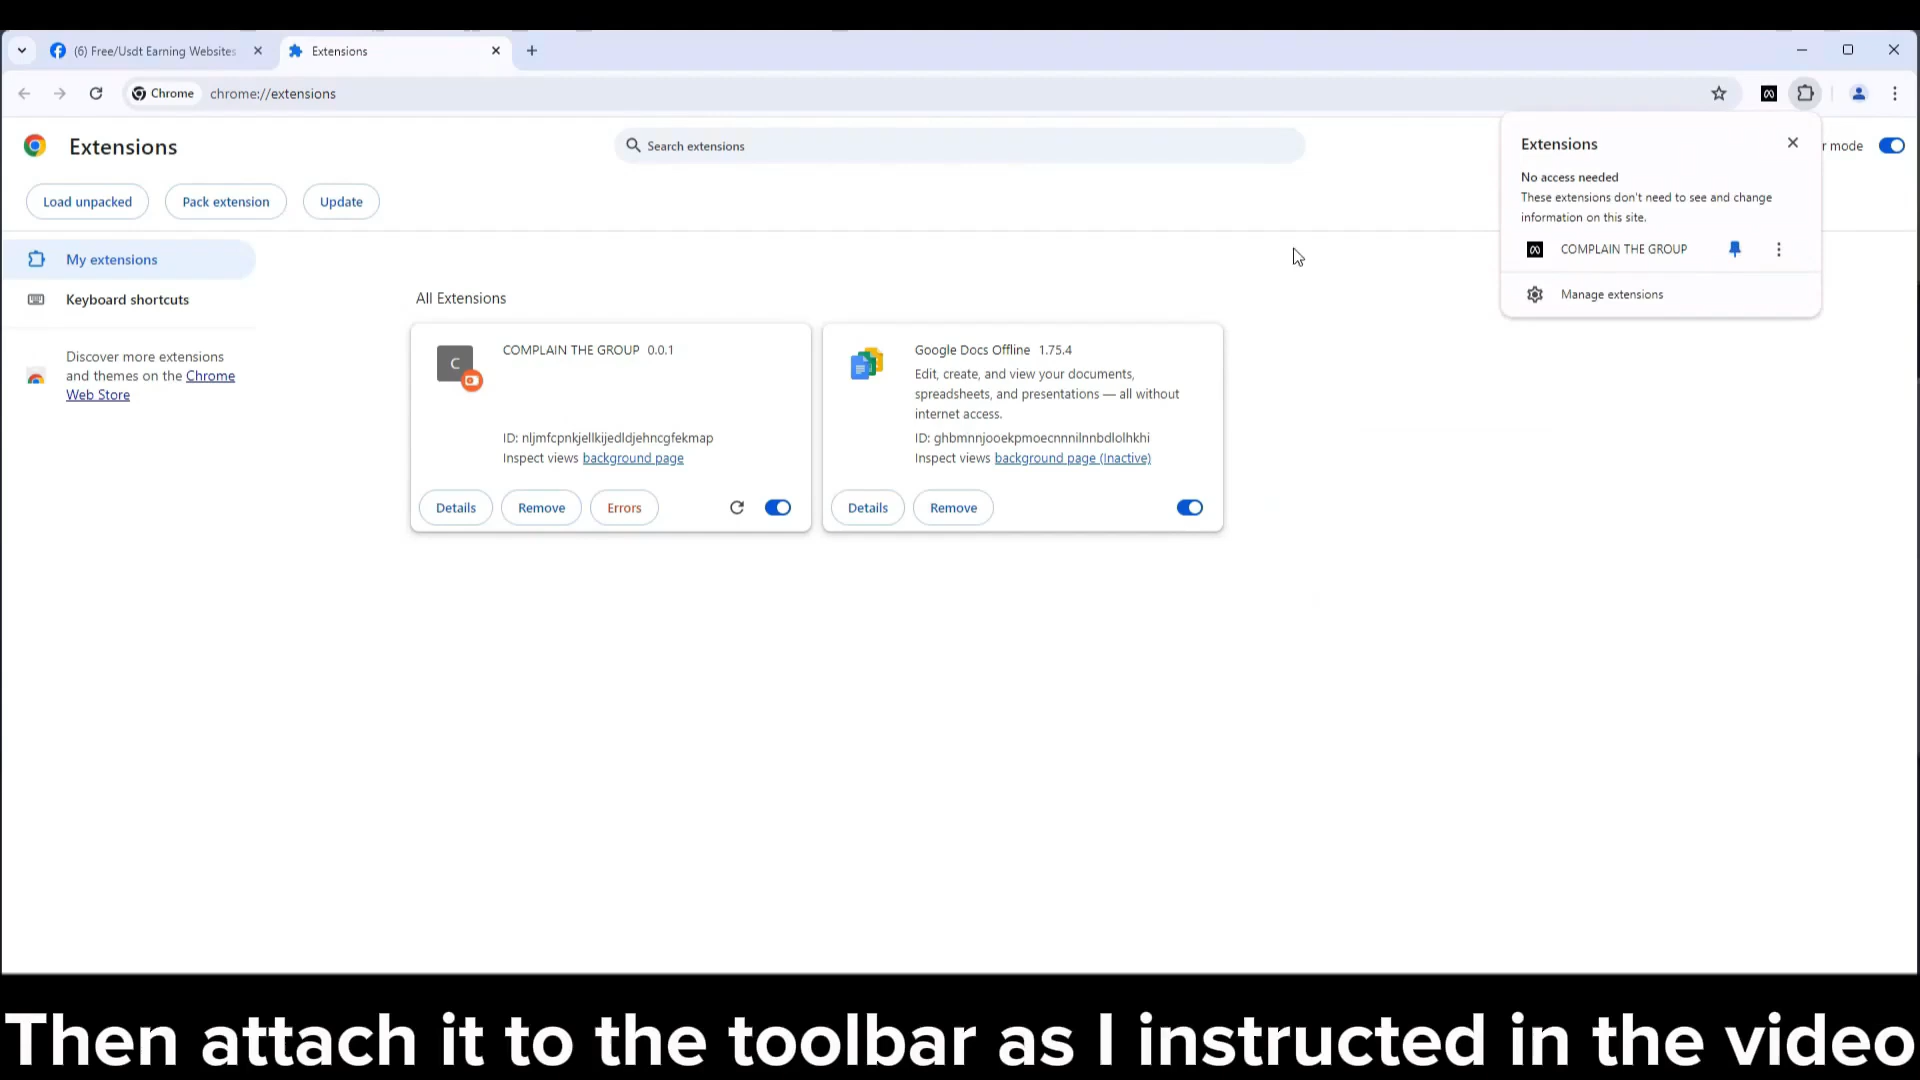 (6) Free/Usdt Earning Websites
Extensions
Chrome
chrome://extensions
Extensions
Search extensions
r mode
Load unpacked
Pack extension
Update
My extensions
Keyboard shortcuts
Discover more extensions
and themes on the Chrome
Web Store
All Extensions
C
COMPLAIN THE GROUP 0.0.1
ID: nljmfcpnkjellkijedldjehncgfekmap
Inspect views background page
Details
Remove
Errors
Google Docs Offline 1.75.4
Edit, create, and view your documents,
spreadsheets, and presentations — all without
internet access.
ID: ghbmnnjooekpmoecnnnilnnbdlolhkhi
Inspect views background page (Inactive)
Details
Remove
Extensions
No access needed
These extensions don't need to see and change
information on this site.
COMPLAIN THE GROUP
Manage extensions
Then attach it to the toolbar as I instructed in the video